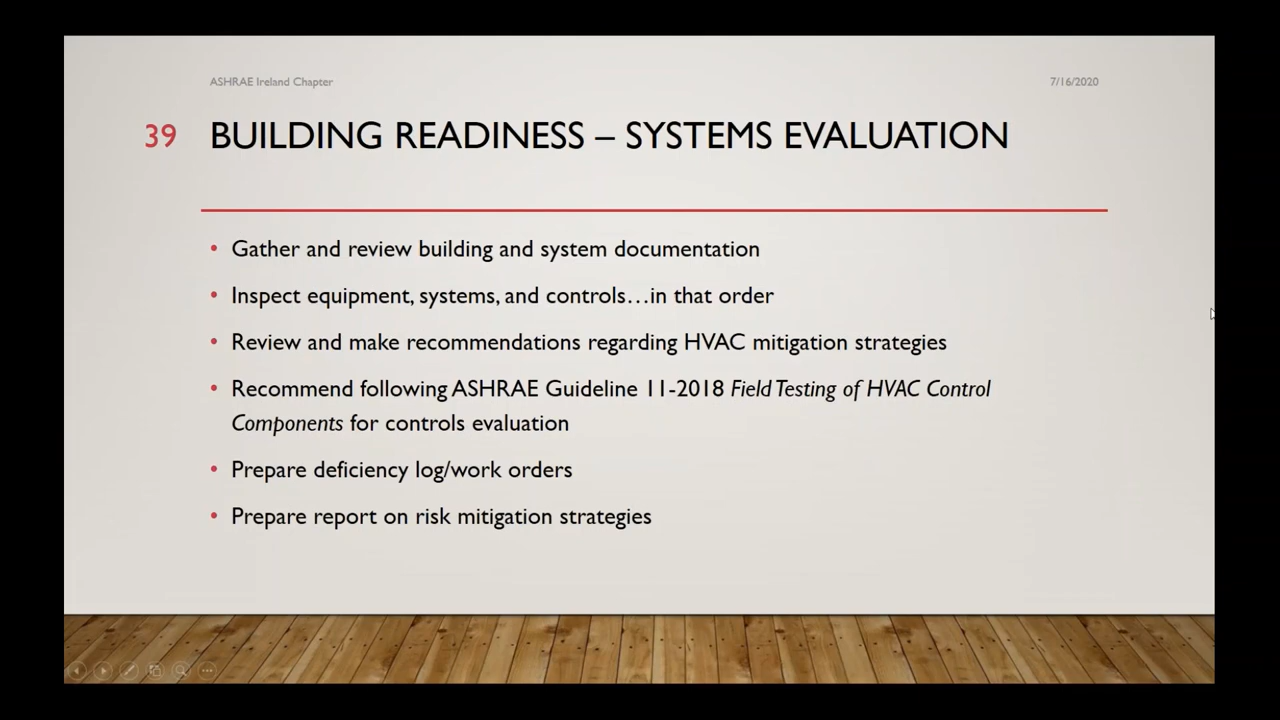 ASHRAE Ireland Chapter
7/16/2020
39
BUILDING READINESS – SYSTEMS EVALUATION
• Gather and review building and system documentation
• Inspect equipment, systems, and controls…in that order
• Review and make recommendations regarding HVAC mitigation strategies
• Recommend following ASHRAE Guideline 11-2018 Field Testing of HVAC Control
Components for controls evaluation
• Prepare deficiency log/work orders
• Prepare report on risk mitigation strategies